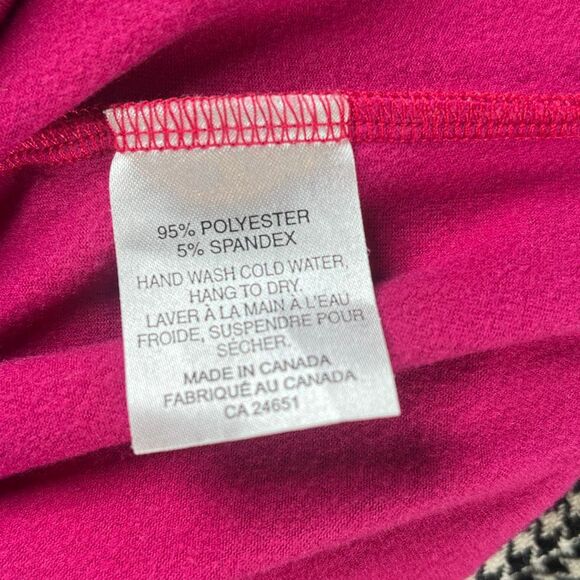 95% POLYESTER
5% SPANDEX
HAND WASH COLD WATER,
HANG TO DRY.
LAVER À LA MAIN À L'EAU
FROIDE, SUSPENDRE POUR
SÉCHER.
MADE IN CANADA
FABRIQUÉ AU CANADA
CA 24651